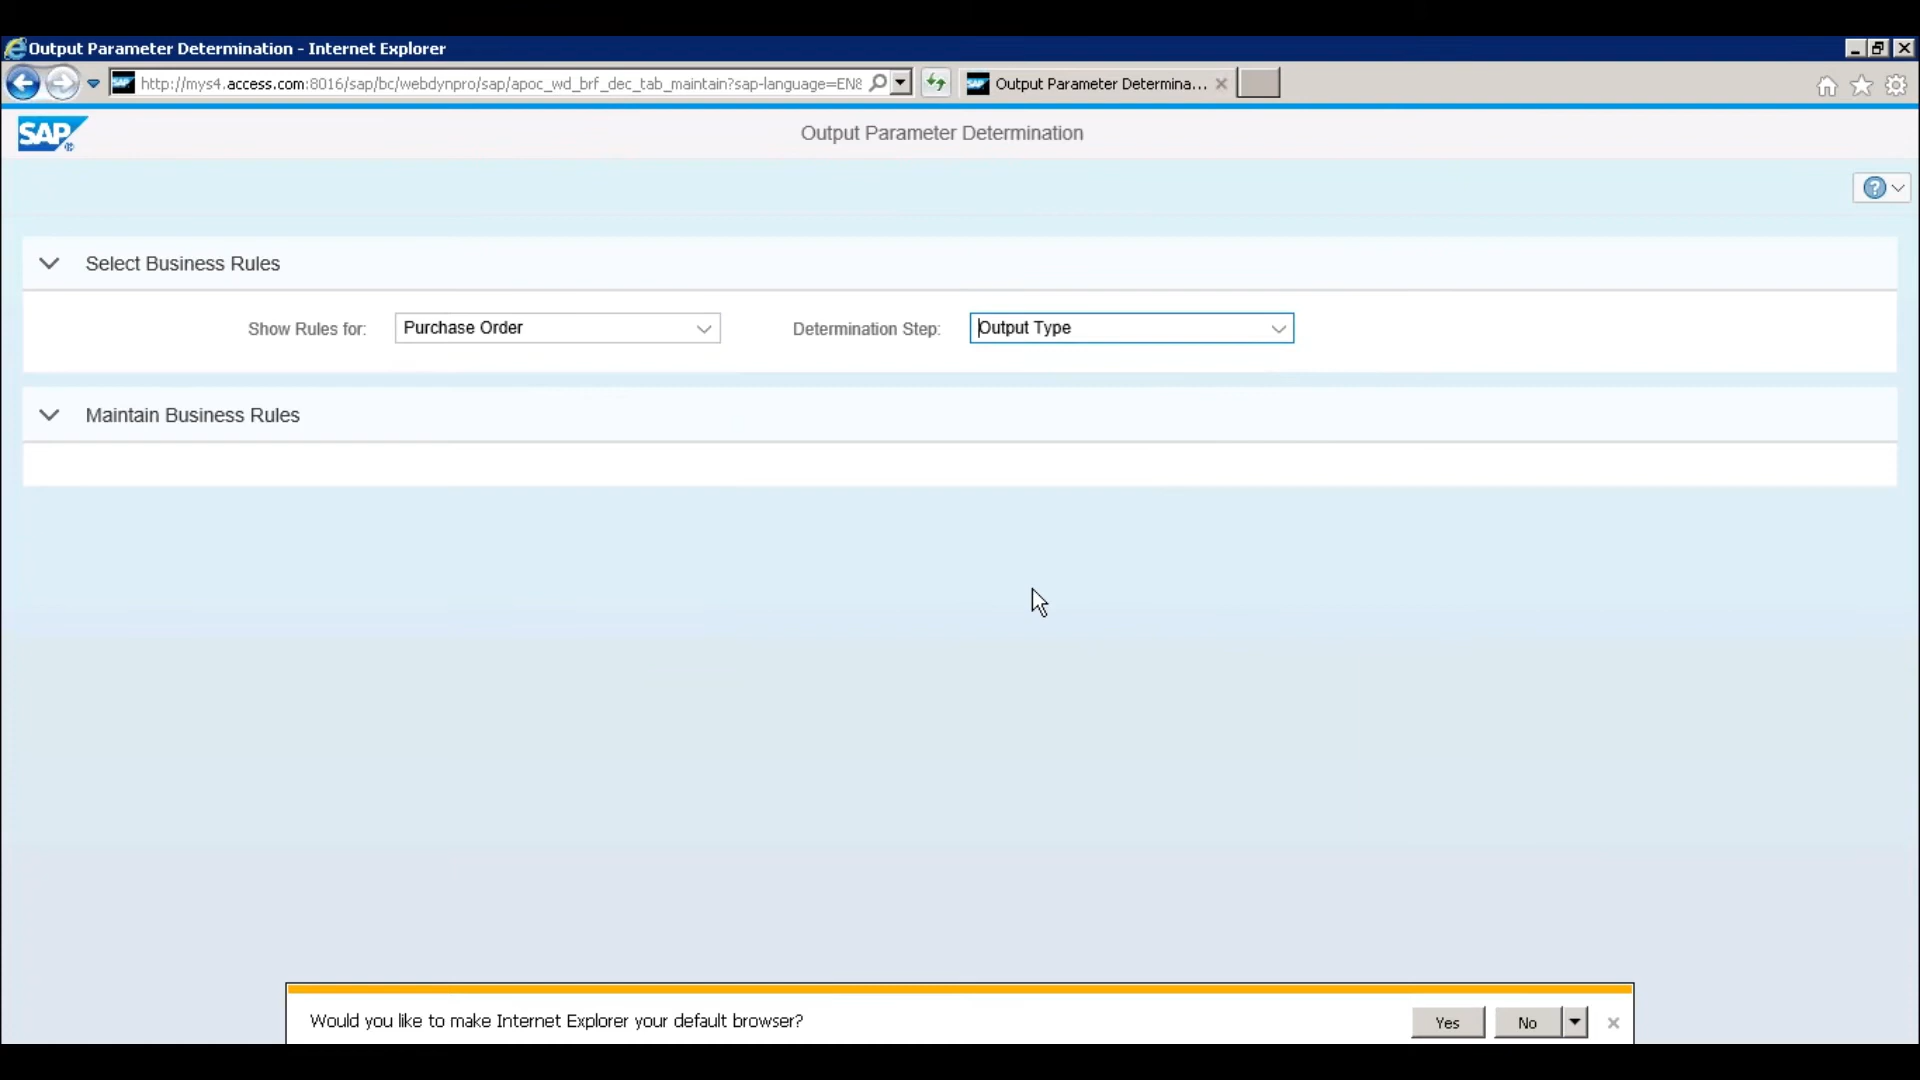 Output Parameter Determination - Internet Explorer
http://mys4.access.com:8016/sap/bc/webdynpro/sap/apoc_wd_brf_dec_tab_maintain?sap-language=EN&
Output Parameter Determina...
SAP
Output Parameter Determination
Select Business Rules
Show Rules for: Purchase Order Determination Step: Output Type
Maintain Business Rules
Would you like to make Internet Explorer your default browser? Yes No